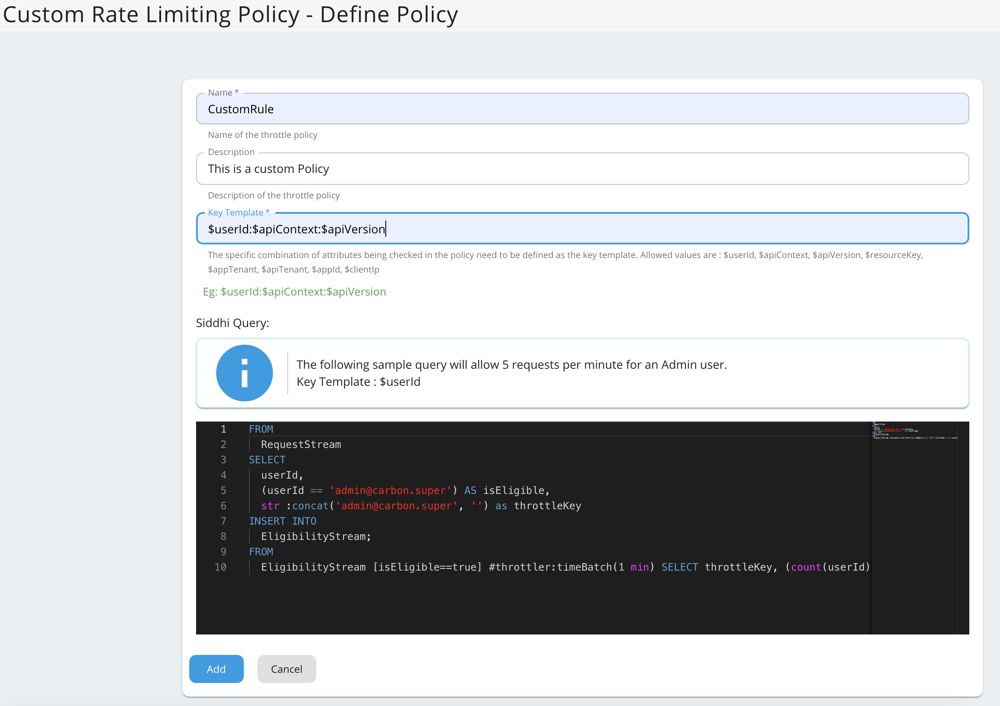 Custom Rate Limiting Policy - Define Policy
Name *
CustomRule
Name of the throttle policy
Description
This is a custom Policy
Description of the throttle policy
Key Template *
$userId:$apiContext:$apiVersion
The specific combination of attributes being checked in the policy need to be defined as the key template. Allowed values are : $userId, $apiContext, $apiVersion, $resourceKey,
$appTenant, $apiTenant, $appId, $clientIp
Eg: $userId:$apiContext:$apiVersion
Siddhi Query:
i
The following sample query will allow 5 requests per minute for an Admin user.
Key Template : $userId
1 FROM
2 RequestStream
3 SELECT
4 userId,
5 (userId == 'admin@carbon.super') AS isEligible,
6 str :concat('admin@carbon.super', '') as throttleKey
7 INSERT INTO
8 EligibilityStream;
9 FROM
10 EligibilityStream [isEligible==true] #throttler:timeBatch(1 min) SELECT throttleKey, (count(userId)
Add Cancel